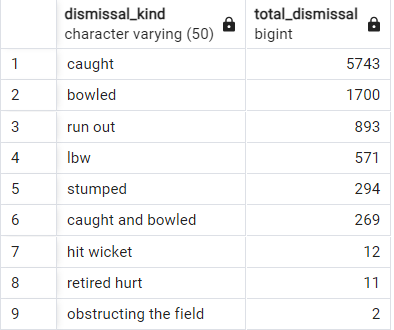 dismissal_kind total_dismissal
character varying (50) bigint
1 caught 5743
2 bowled 1700
3 run out 893
4 lbw 571
5 stumped 294
6 caught and bowled 269
7 hit wicket 12
8 retired hurt 11
9 obstructing the field 2